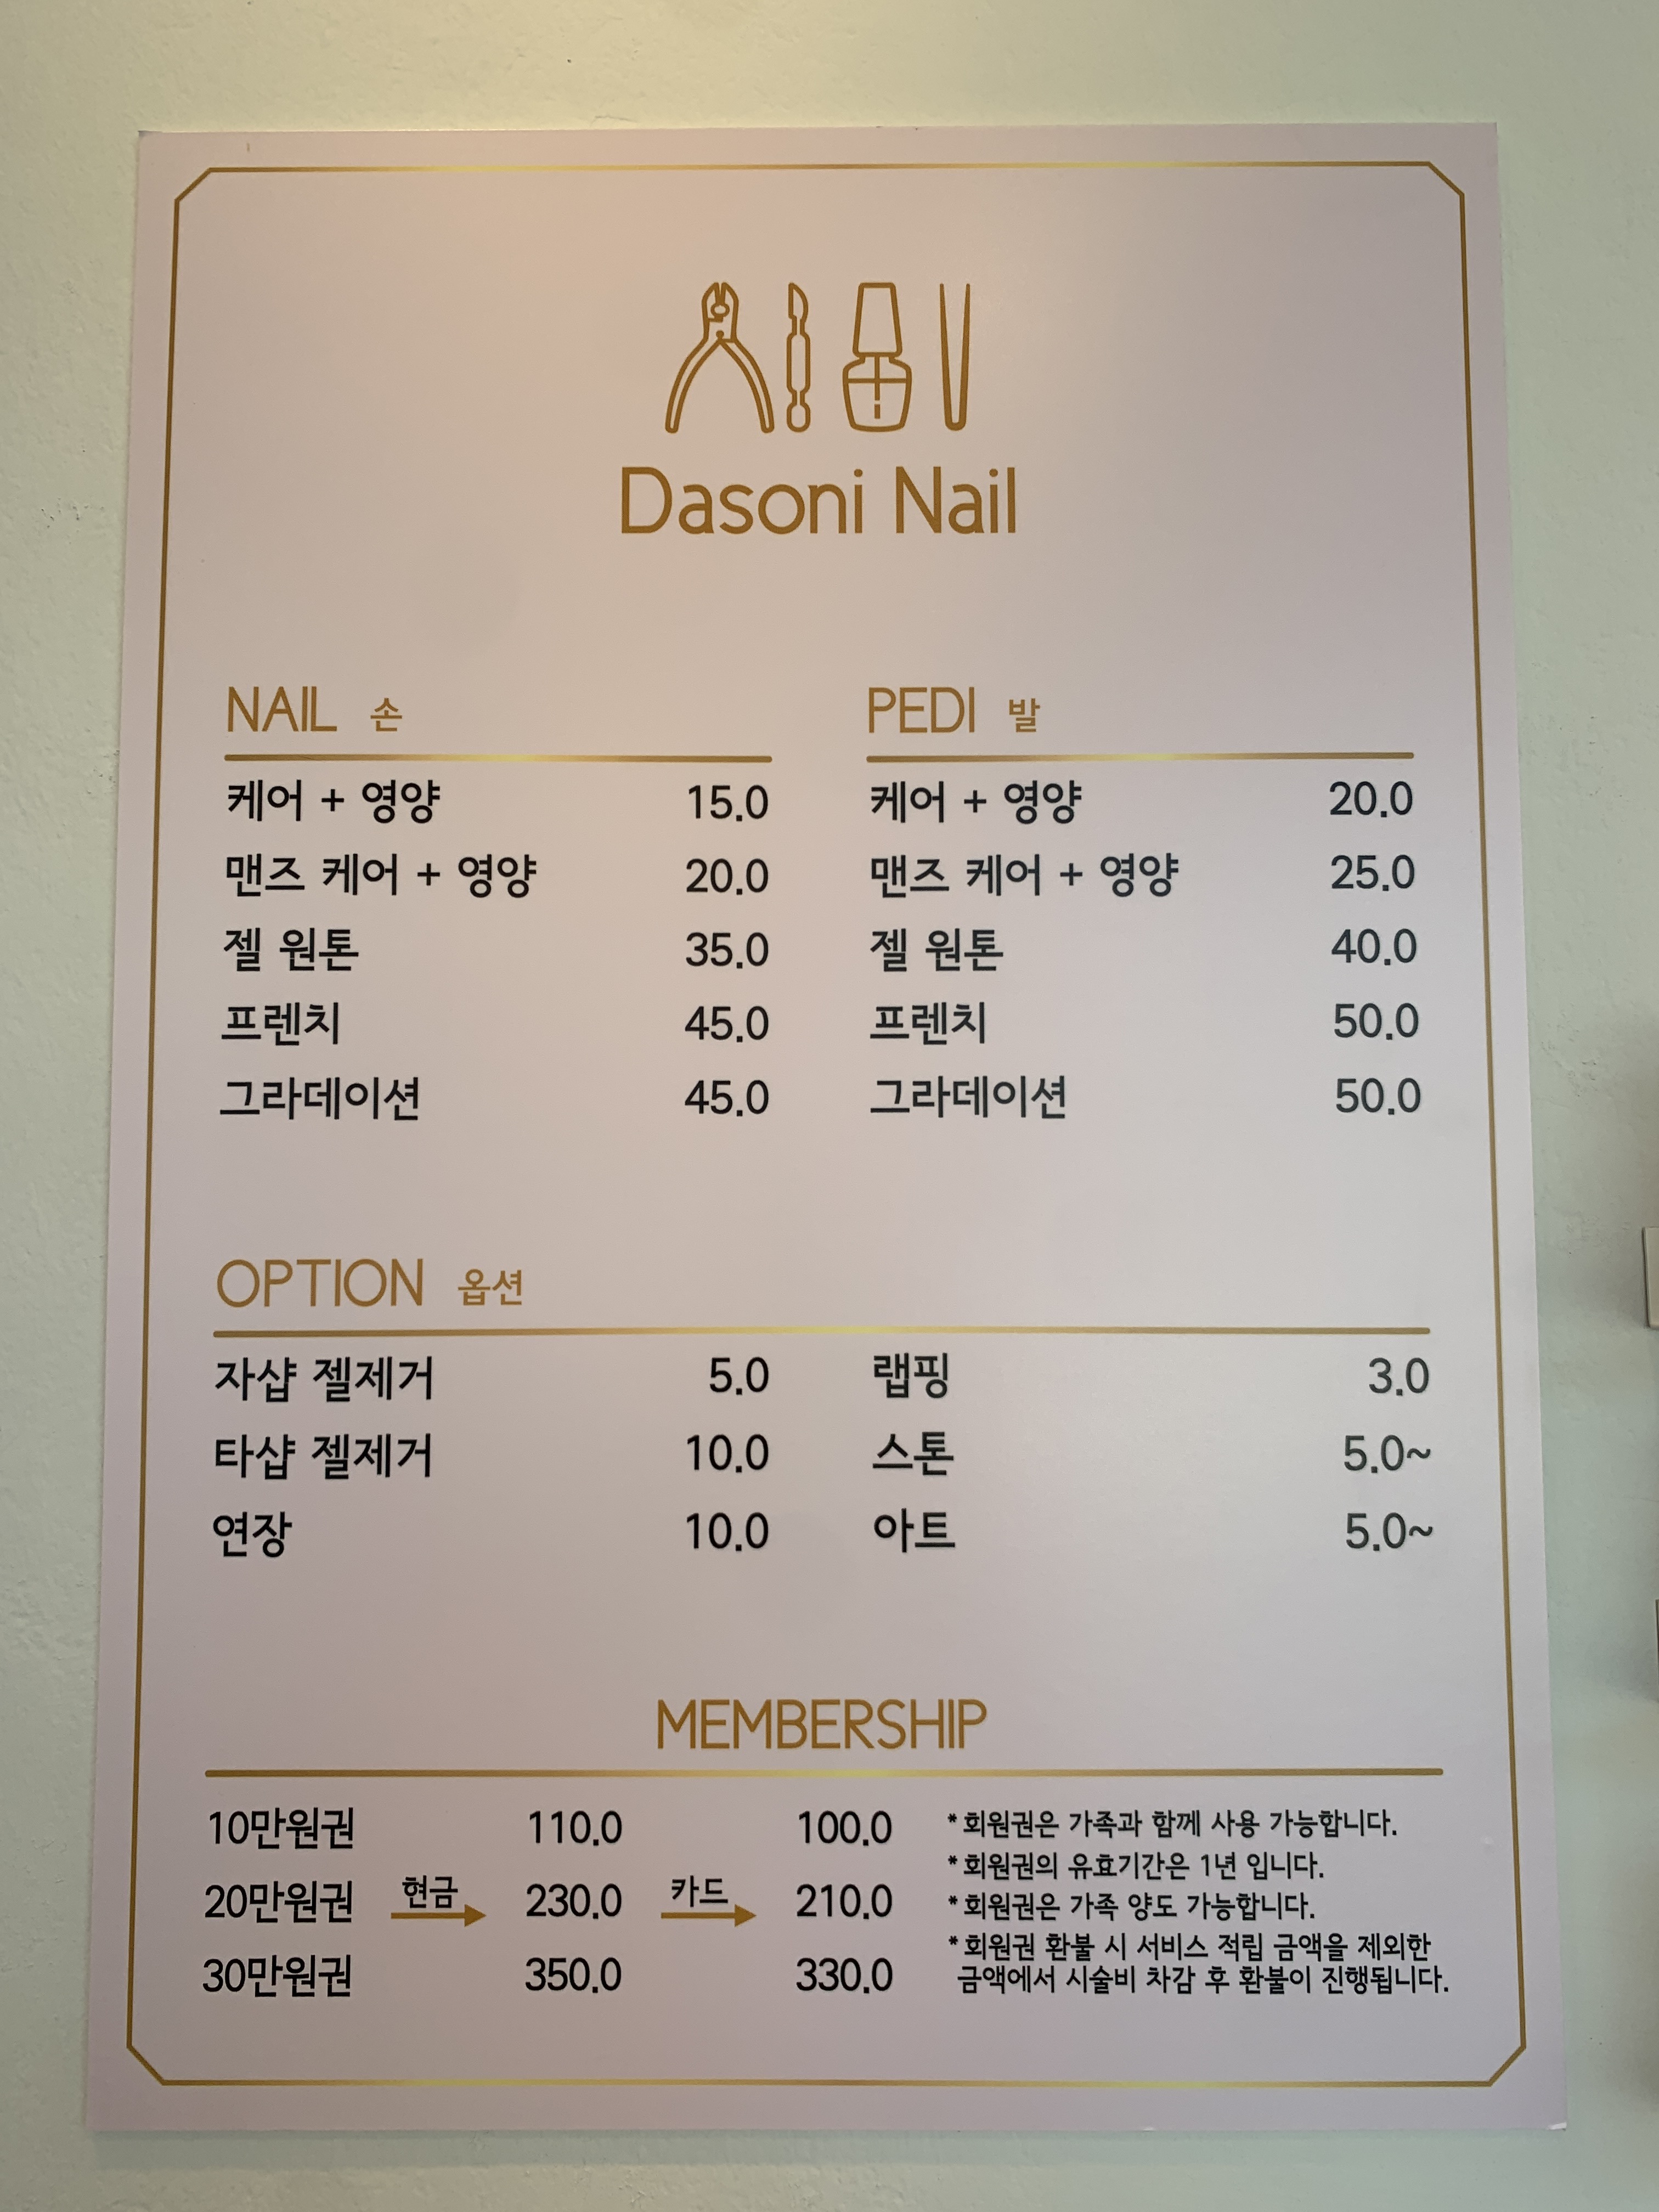 Dasoni Nail
NAIL 손
케어 + 영양 15.0
맨즈 케어 + 영양 20.0
젤 원톤 35.0
프렌치 45.0
그라데이션 45.0
PEDI 발
케어 + 영양 20.0
맨즈 케어 + 영양 25.0
젤 원톤 40.0
프렌치 50.0
그라데이션 50.0
OPTION 옵션
자샵 젤제거 5.0
타샵 젤제거 10.0
연장 10.0
랩핑 3.0
스톤 5.0~
아트 5.0~
MEMBERSHIP
10만원권 110.0 100.0
20만원권 현금 230.0 카드 210.0
30만원권 350.0 330.0
* 회원권은 가족과 함께 사용 가능합니다.
* 회원권의 유효기간은 1년 입니다.
* 회원권은 가족 양도 가능합니다.
* 회원권 환불 시 서비스 적립 금액을 제외한
금액에서 시술비 차감 후 환불이 진행됩니다.